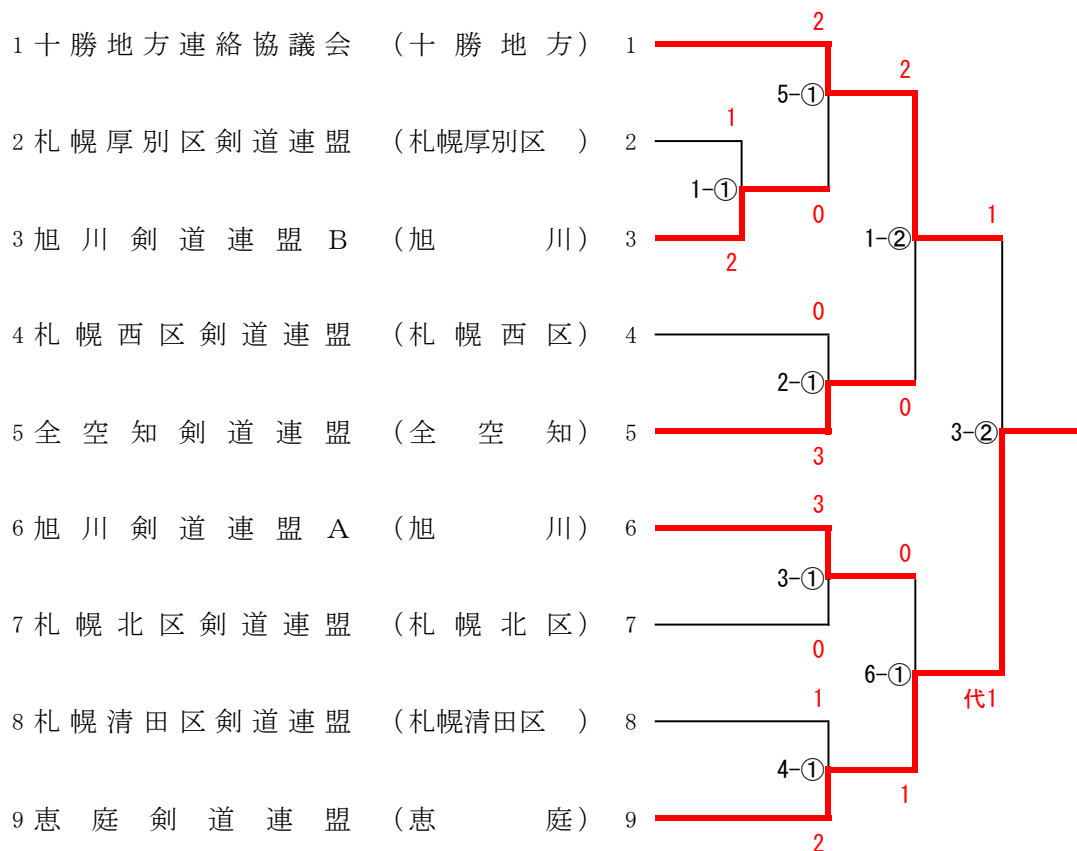 2
1 十勝地方連絡協議会 (十勝地方) 1
2
5-①
1
2 札幌厚別区剣道連盟 (札幌厚別区 ) 2
1-①
0
1
3 旭川剣道連盟B (旭川) 3
1-②
2
0
4 札幌西区剣道連盟 (札幌西区) 4
2-①
0
5 全空知剣道連盟 (全空知) 5
3-②
3
3
6 旭川剣道連盟A (旭川) 6
0
3-①
7 札幌北区剣道連盟 (札幌北区) 7
0
6-①
1
代1
8 札幌清田区剣道連盟 (札幌清田区 ) 8
4-①
1
9 恵庭剣道連盟 (恵庭) 9
2